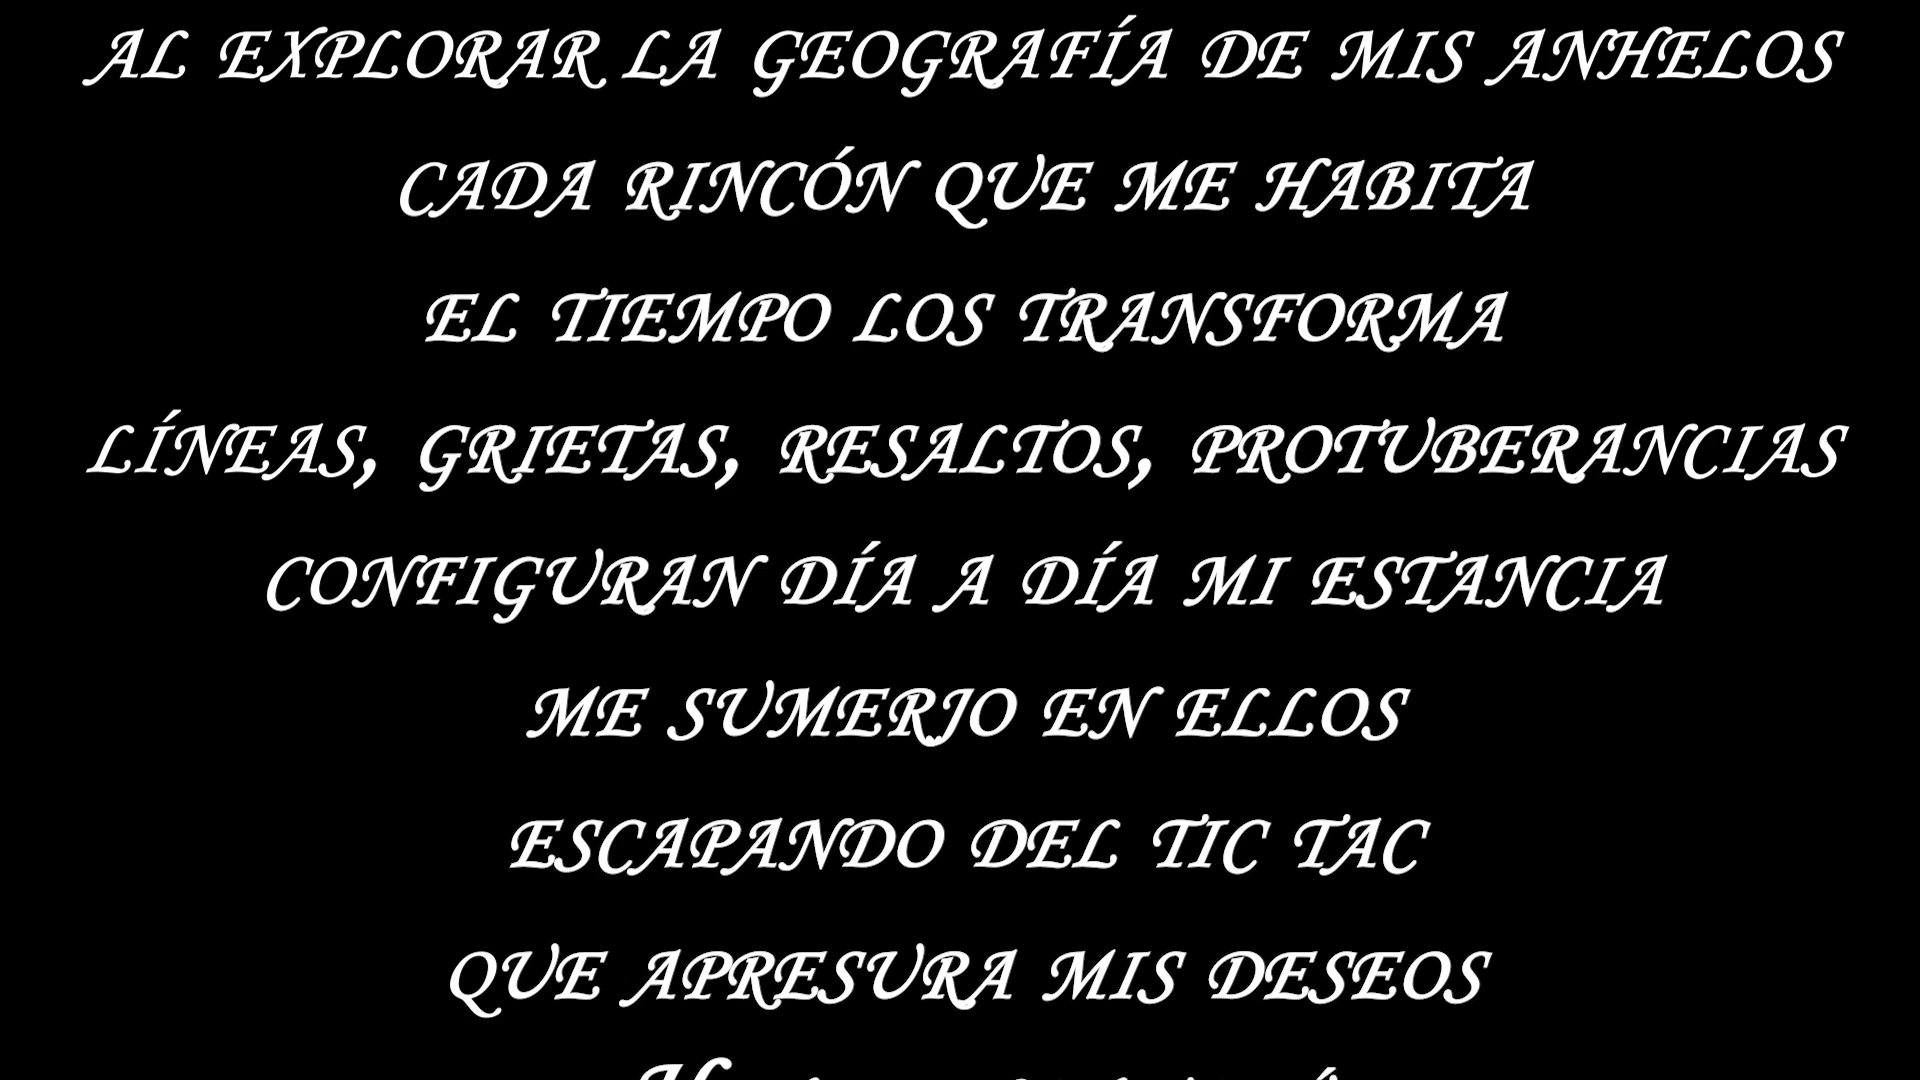 AL EXPLORAR LA GEOGRAFÍA DE MIS ANHELOS
CADA RINCÓN QUE ME HABITA
EL TIEMPO LOS TRANSFORMA
LÍNEAS, GRIETAS, RESALTOS, PROTUBERANCIAS
CONFIGURAN DÍA A DÍA MI ESTANCIA
ME SUMERJO EN ELLOS
ESCAPANDO DEL TIC TAC
QUE APRESURA MIS DESEOS